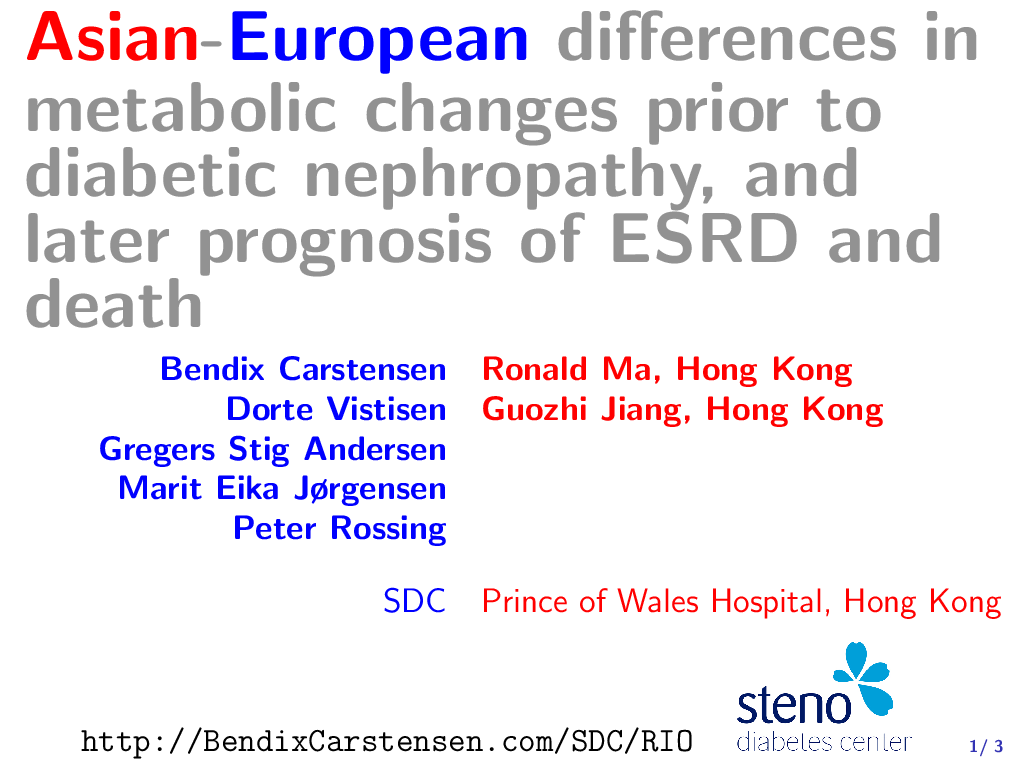 Asian-European differences in
metabolic changes prior to
diabetic nephropathy, and
later prognosis of ESRD and
death
Bendix Carstensen Ronald Ma, Hong Kong
Dorte Vistisen Guozhi Jiang, Hong Kong
Gregers Stig Andersen
Marit Eika Jørgensen
Peter Rossing
SDC Prince of Wales Hospital, Hong Kong
steno
diabetes center
http://BendixCarstensen.com/SDC/RIO
1/ 3